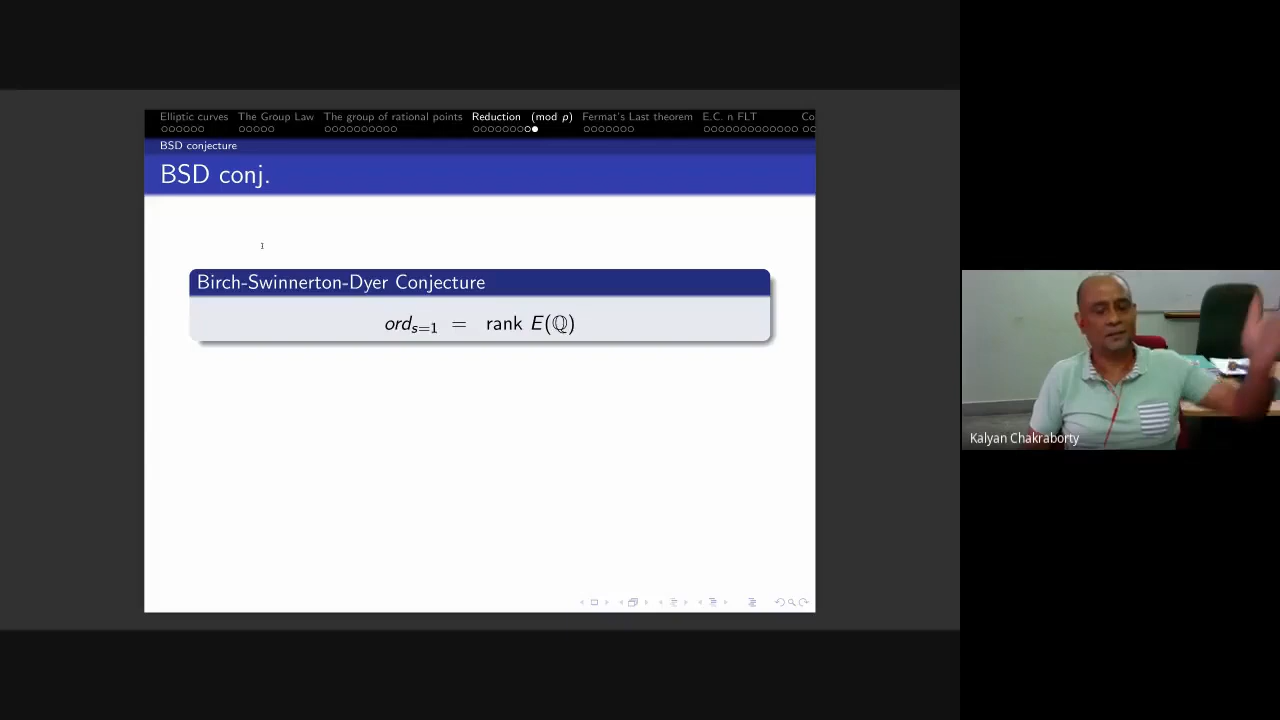 Elliptic curves The Group Law The group of rational points Reduction (mod p) Fermat's Last theorem E.C. n FLT Co
BSD conjecture
BSD conj.
Birch-Swinnerton-Dyer Conjecture
ord_{s=1} = rank E(ℚ)
Kalyan Chakraborty